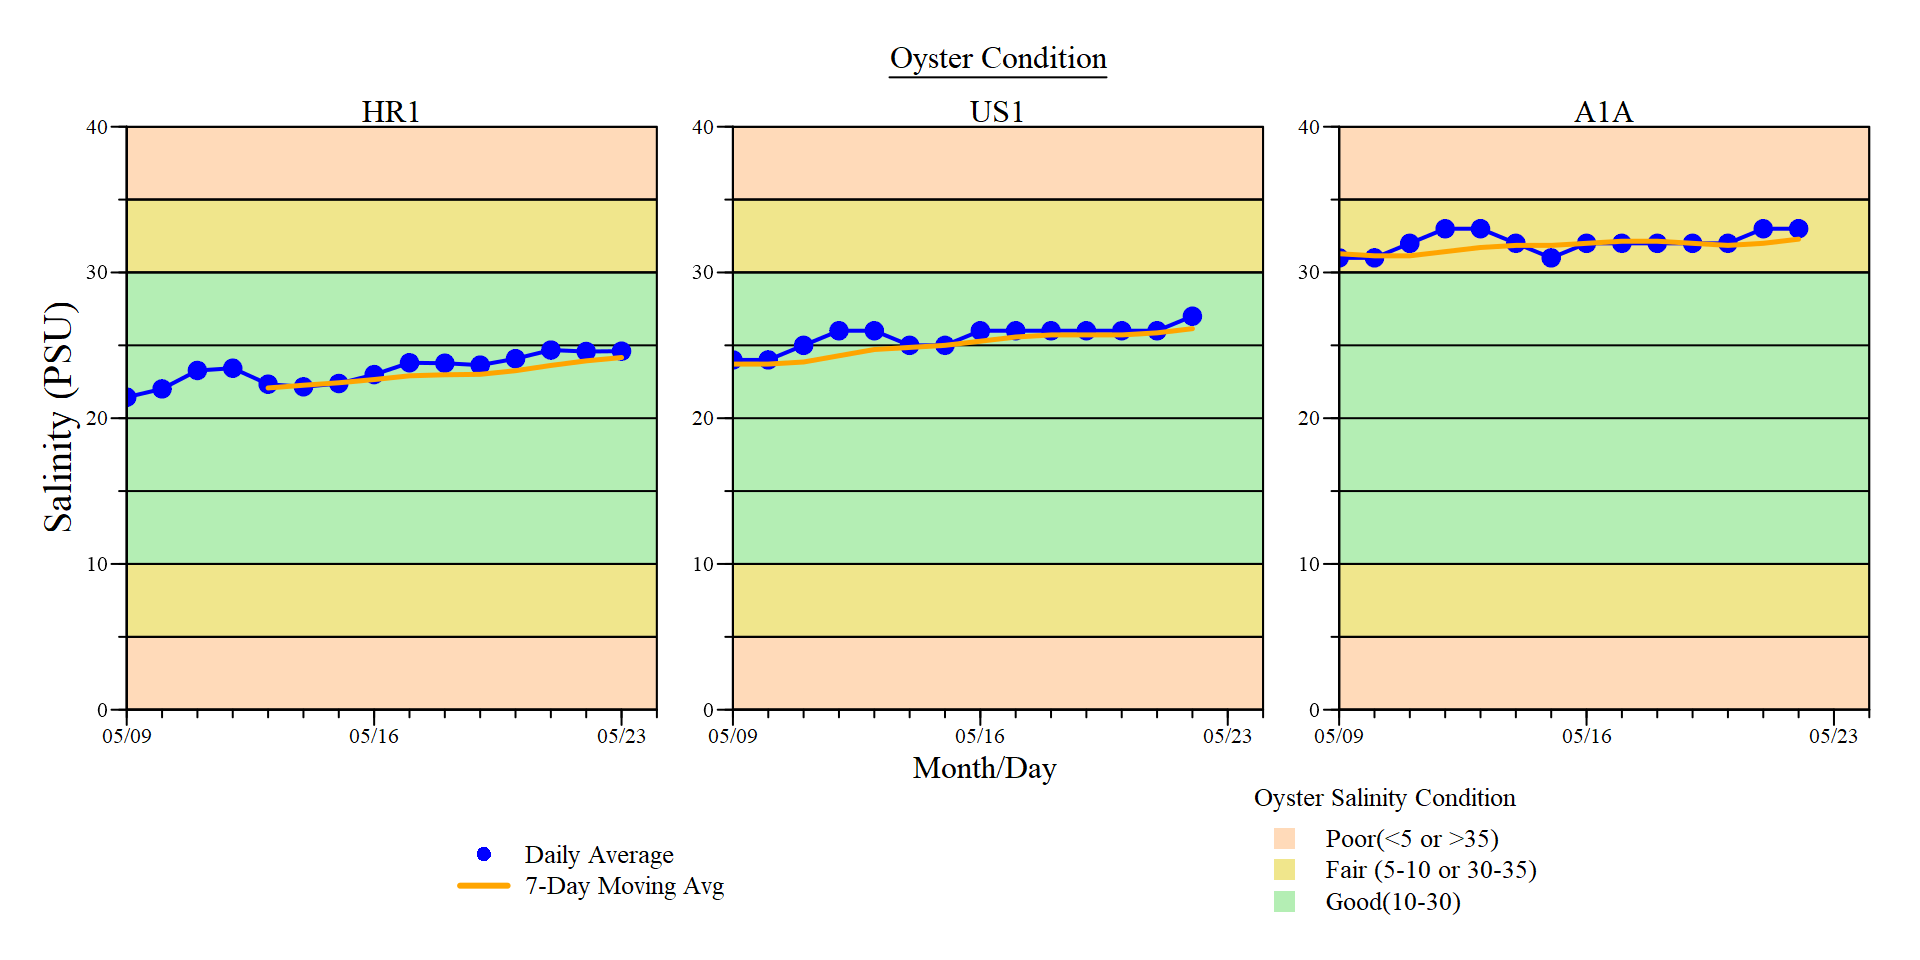 Oyster Condition
HR1
US1
A1A
40
30
20
10
0
40
30
20
10
0
40
30
20
10
0
Salinity (PSU)
05/09
05/16
05/23
05/09
05/16
05/23
05/09
05/16
05/23
Month/Day
Daily Average
7-Day Moving Avg
Oyster Salinity Condition
Poor(<5 or >35)
Fair (5-10 or 30-35)
Good(10-30)